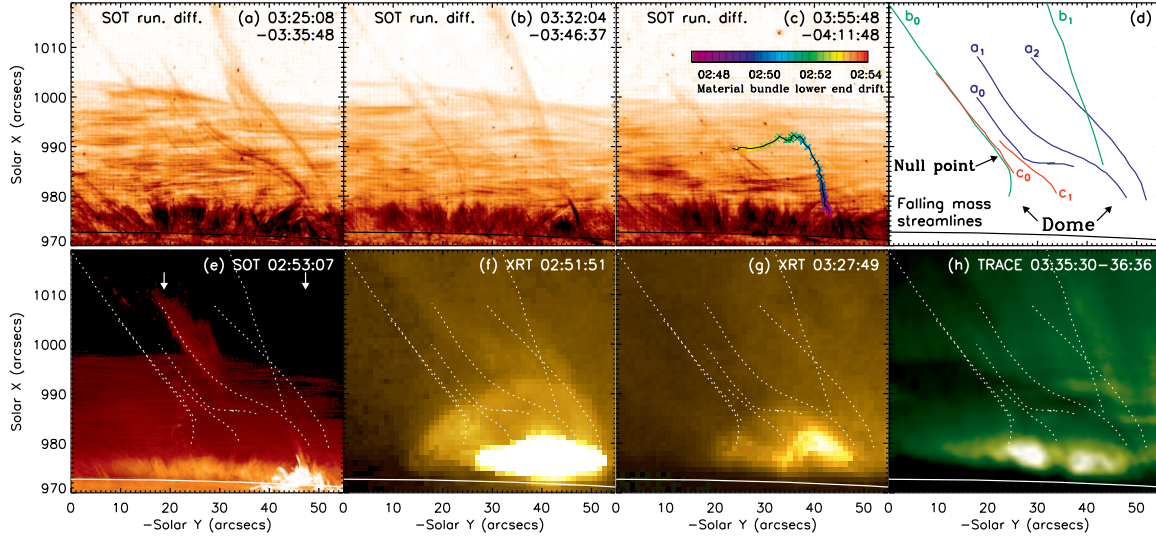 SOT run. diff. (a) 03:25:08
−03:35:48
SOT run. diff. (b) 03:32:04
−03:46:37
SOT run. diff. (c) 03:55:48
−04:11:48
02:48 02:50 02:52 02:54
Material bundle lower end drift
(d)
b0
b1
a1
a2
a0
Null point
c0
c1
Falling mass
streamlines
Dome
Solar X (arcsecs)
1010
1000
990
980
970
(e) SOT 02:53:07
(f) XRT 02:51:51
(g) XRT 03:27:49
(h) TRACE 03:35:30−36:36
Solar X (arcsecs)
1010
1000
990
980
970
0 10 20 30 40 50
0 10 20 30 40 50
0 10 20 30 40 50
0 10 20 30 40 50
−Solar Y (arcsecs)
−Solar Y (arcsecs)
−Solar Y (arcsecs)
−Solar Y (arcsecs)